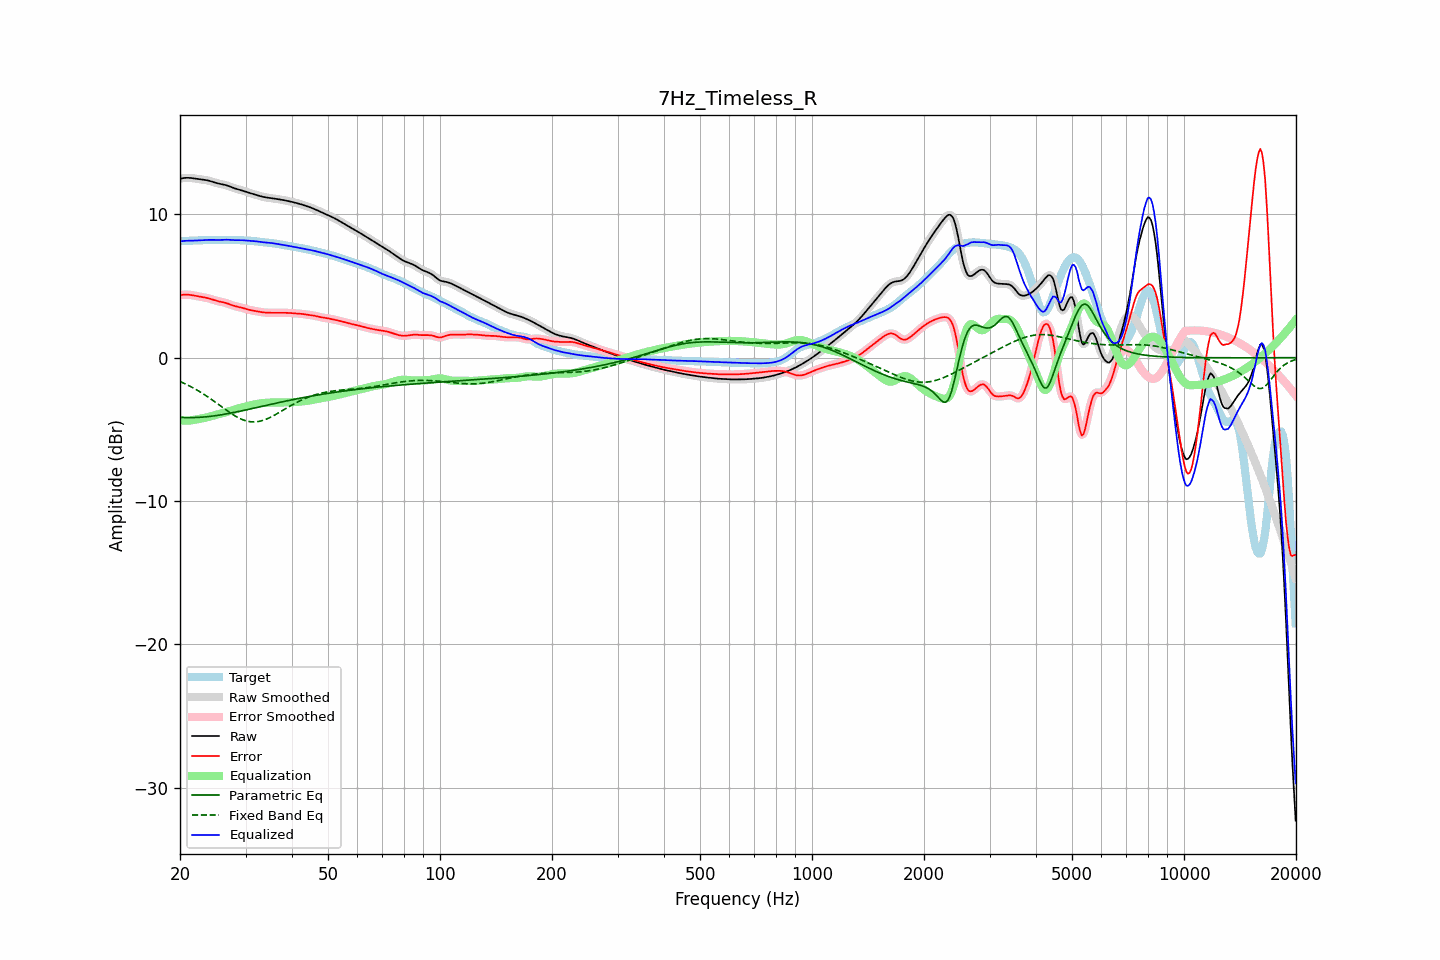 7Hz_Timeless_R
Amplitude (dBr)
10
0
−10
−20
−30
Target
Raw Smoothed
Error Smoothed
Raw
Error
Equalization
Parametric Eq
Fixed Band Eq
Equalized
20 50 100 200 500 1000 2000 5000 10000 20000
Frequency (Hz)